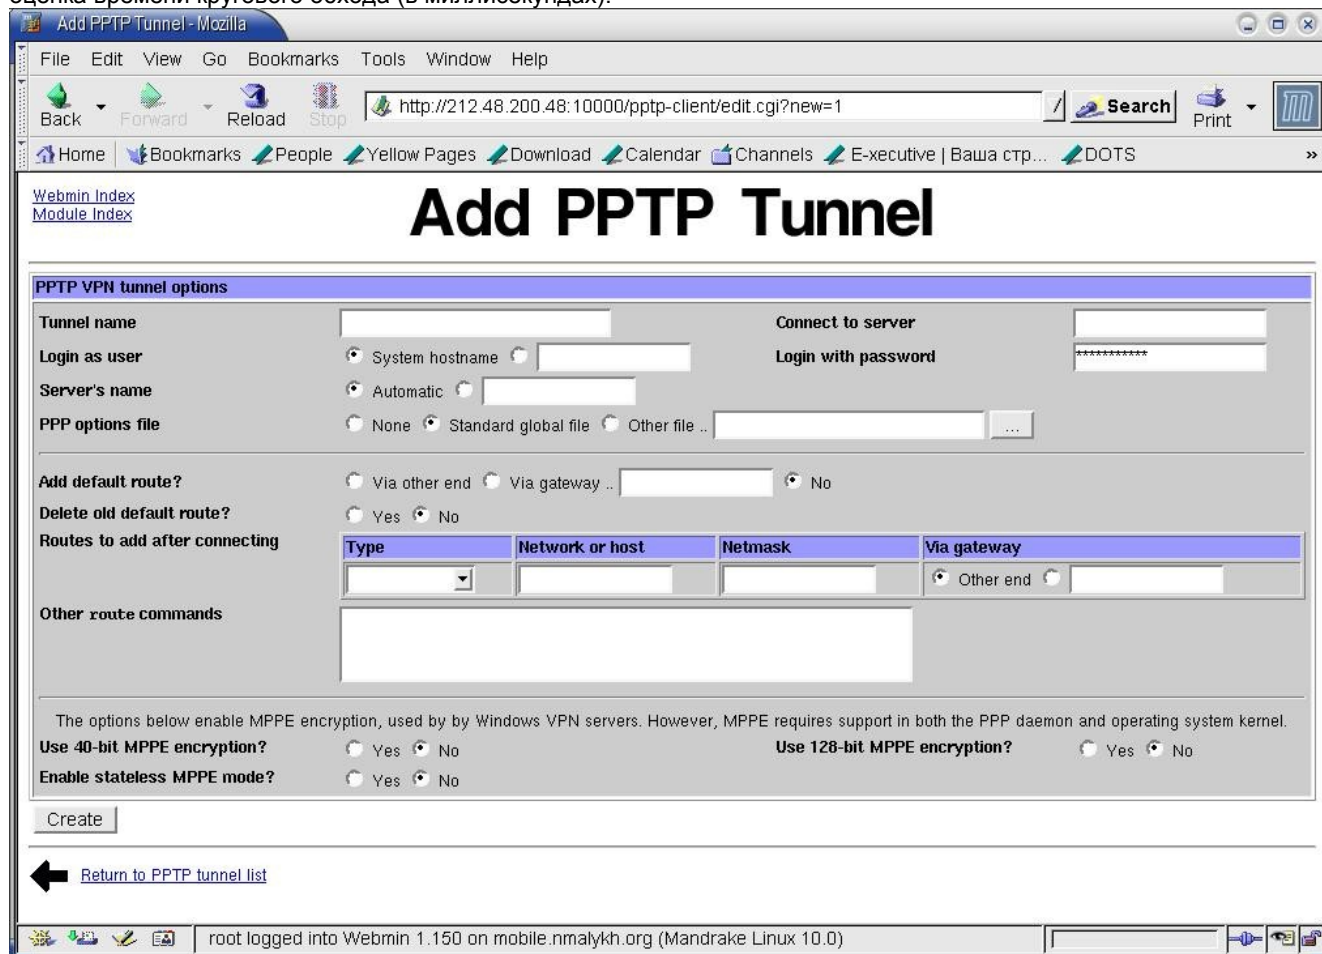 оценка времени кругового обхода (в миллисекундах).
Add PPTP Tunnel - Mozilla
File Edit View Go Bookmarks Tools Window Help
Back Forward Reload Stop http://212.48.200.48:10000/pptp-client/edit.cgi?new=1 Search Print
Home Bookmarks People Yellow Pages Download Calendar Channels E-xecutive | Ваша стр... DOTS »
Webmin Index
Module Index
Add PPTP Tunnel
PPTP VPN tunnel options
Tunnel name Connect to server
Login as user System hostname Login with password ***********
Server's name Automatic
PPP options file None Standard global file Other file .. ...
Add default route? Via other end Via gateway .. No
Delete old default route? Yes No
Routes to add after connecting Type Network or host Netmask Via gateway
Other end
Other route commands
The options below enable MPPE encryption, used by by Windows VPN servers. However, MPPE requires support in both the PPP daemon and operating system kernel.
Use 40-bit MPPE encryption? Yes No Use 128-bit MPPE encryption? Yes No
Enable stateless MPPE mode? Yes No
Create
Return to PPTP tunnel list
root logged into Webmin 1.150 on mobile.nmalykh.org (Mandrake Linux 10.0)